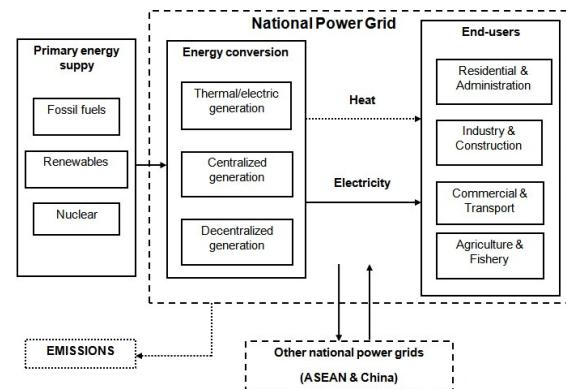 National Power Grid
Primary energy
suppy
Fossil fuels
Renewables
Nuclear
Energy conversion
Thermal/electric
generation
Centralized
generation
Decentralized
generation
Heat
Electricity
End-users
Residential &
Administration
Industry &
Construction
Commercial &
Transport
Agriculture &
Fishery
EMISSIONS
Other national power grids
(ASEAN & China)